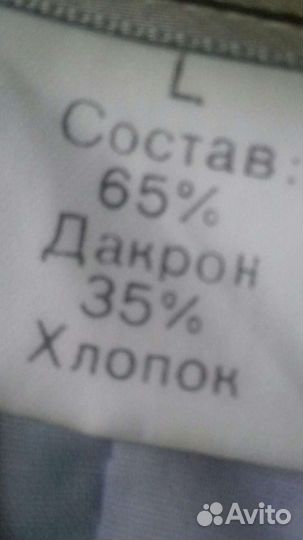 L
Состав:
65%
Дакрон
35%
Хлопок
Avito